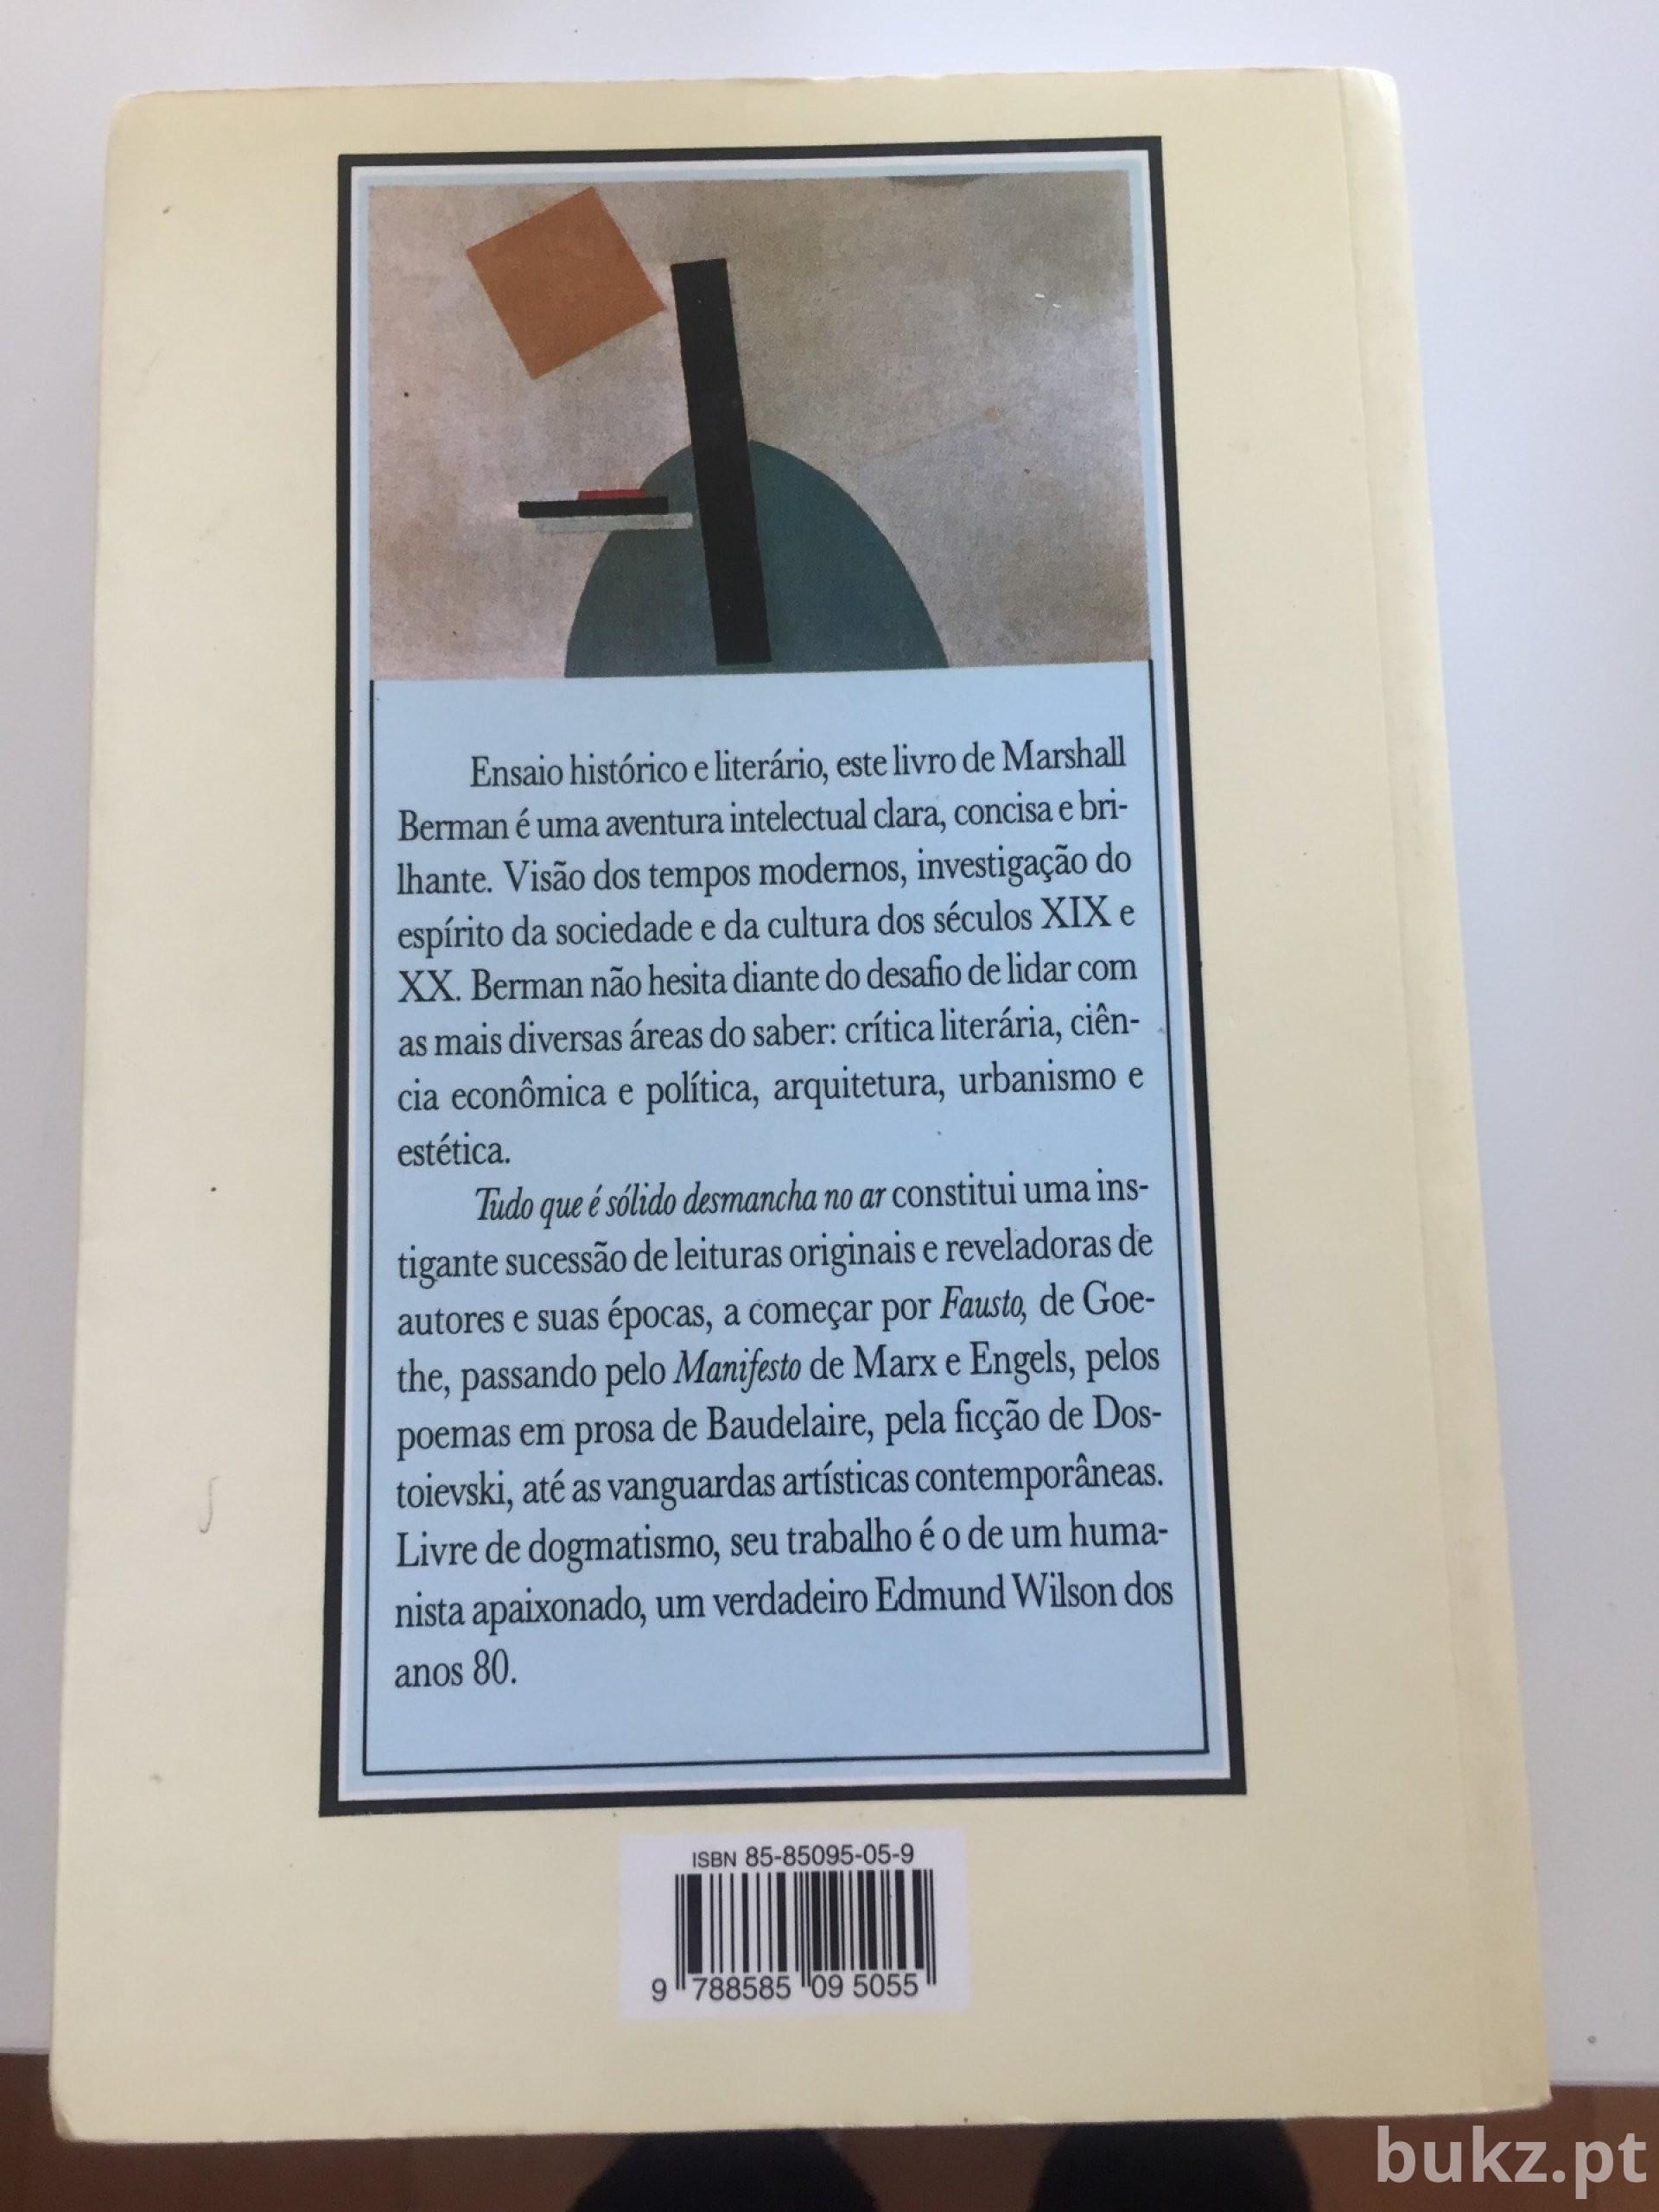 Ensaio histórico e literário, este livro de Marshall
Berman é uma aventura intelectual clara, concisa e bri-
lhante. Visão dos tempos modernos, investigação do
espírito da sociedade e da cultura dos séculos XIX e
XX. Berman não hesita diante do desafio de lidar com
as mais diversas áreas do saber: crítica literária, ciên-
cia econômica e política, arquitetura, urbanismo e
estética.
Tudo que é sólido desmancha no ar constitui uma ins-
tigante sucessão de leituras originais e reveladoras de
autores e suas épocas, a começar por Fausto, de Goe-
the, passando pelo Manifesto de Marx e Engels, pelos
poemas em prosa de Baudelaire, pela ficção de Dos-
toievski, até as vanguardas artísticas contemporâneas.
Livre de dogmatismo, seu trabalho é o de um huma-
nista apaixonado, um verdadeiro Edmund Wilson dos
anos 80.
ISBN 85-85095-05-9
9 788585 095055
bukz.pt